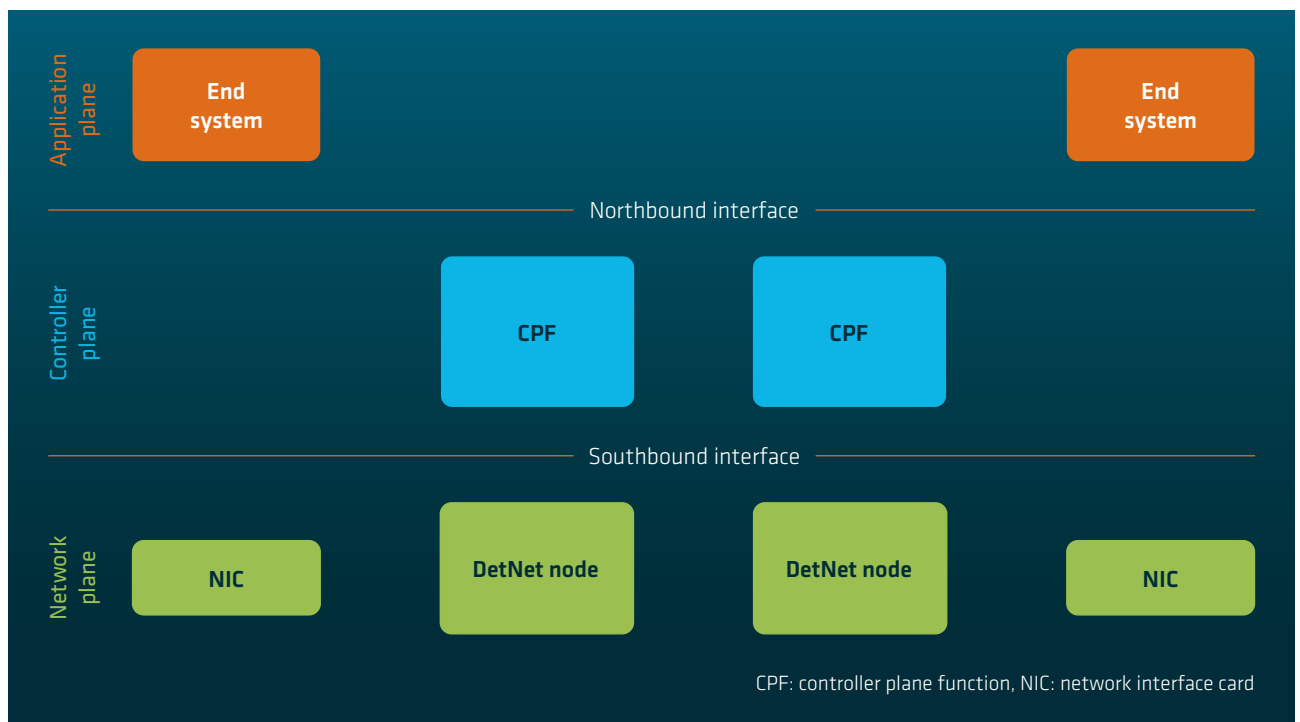 Application
plane
End
system
End
system
Northbound interface
Controller
plane
CPF
CPF
Southbound interface
Network
plane
NIC
DetNet node
DetNet node
NIC
CPF: controller plane function, NIC: network interface card